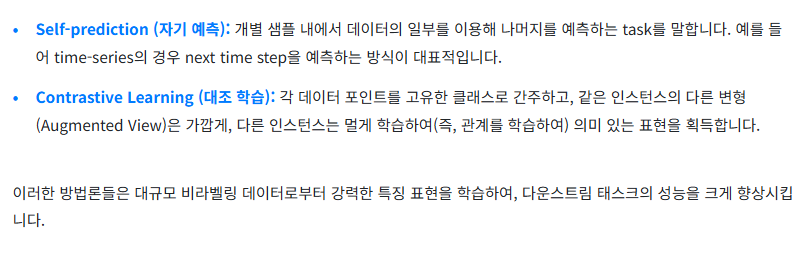 • Self-prediction (자기 예측): 개별 샘플 내에서 데이터의 일부를 이용해 나머지를 예측하는 task를 말합니다. 예를 들
어 time-series의 경우 next time step을 예측하는 방식이 대표적입니다.
• Contrastive Learning (대조 학습): 각 데이터 포인트를 고유한 클래스로 간주하고, 같은 인스턴스의 다른 변형
(Augmented View)은 가깝게, 다른 인스턴스는 멀게 학습하여(즉, 관계를 학습하여) 의미 있는 표현을 획득합니다.
이러한 방법론들은 대규모 비라벨링 데이터로부터 강력한 특징 표현을 학습하여, 다운스트림 태스크의 성능을 크게 향상시킵
니다.